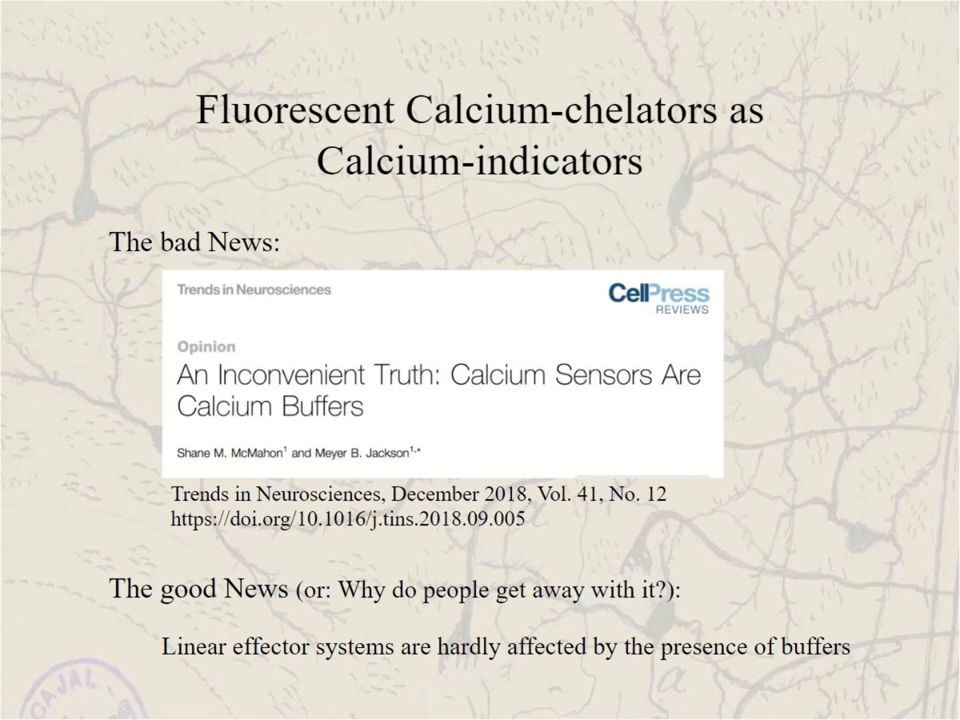 Fluorescent Calcium-chelators as
Calcium-indicators
The bad News:
Trends in Neurosciences
CellPress
REVIEWS
Opinion
An Inconvenient Truth: Calcium Sensors Are
Calcium Buffers
Shane M. McMahon¹ and Meyer B. Jackson¹,*
Trends in Neurosciences, December 2018, Vol. 41, No. 12
https://doi.org/10.1016/j.tins.2018.09.005
The good News (or: Why do people get away with it?):
Linear effector systems are hardly affected by the presence of buffers
a
CAJAL